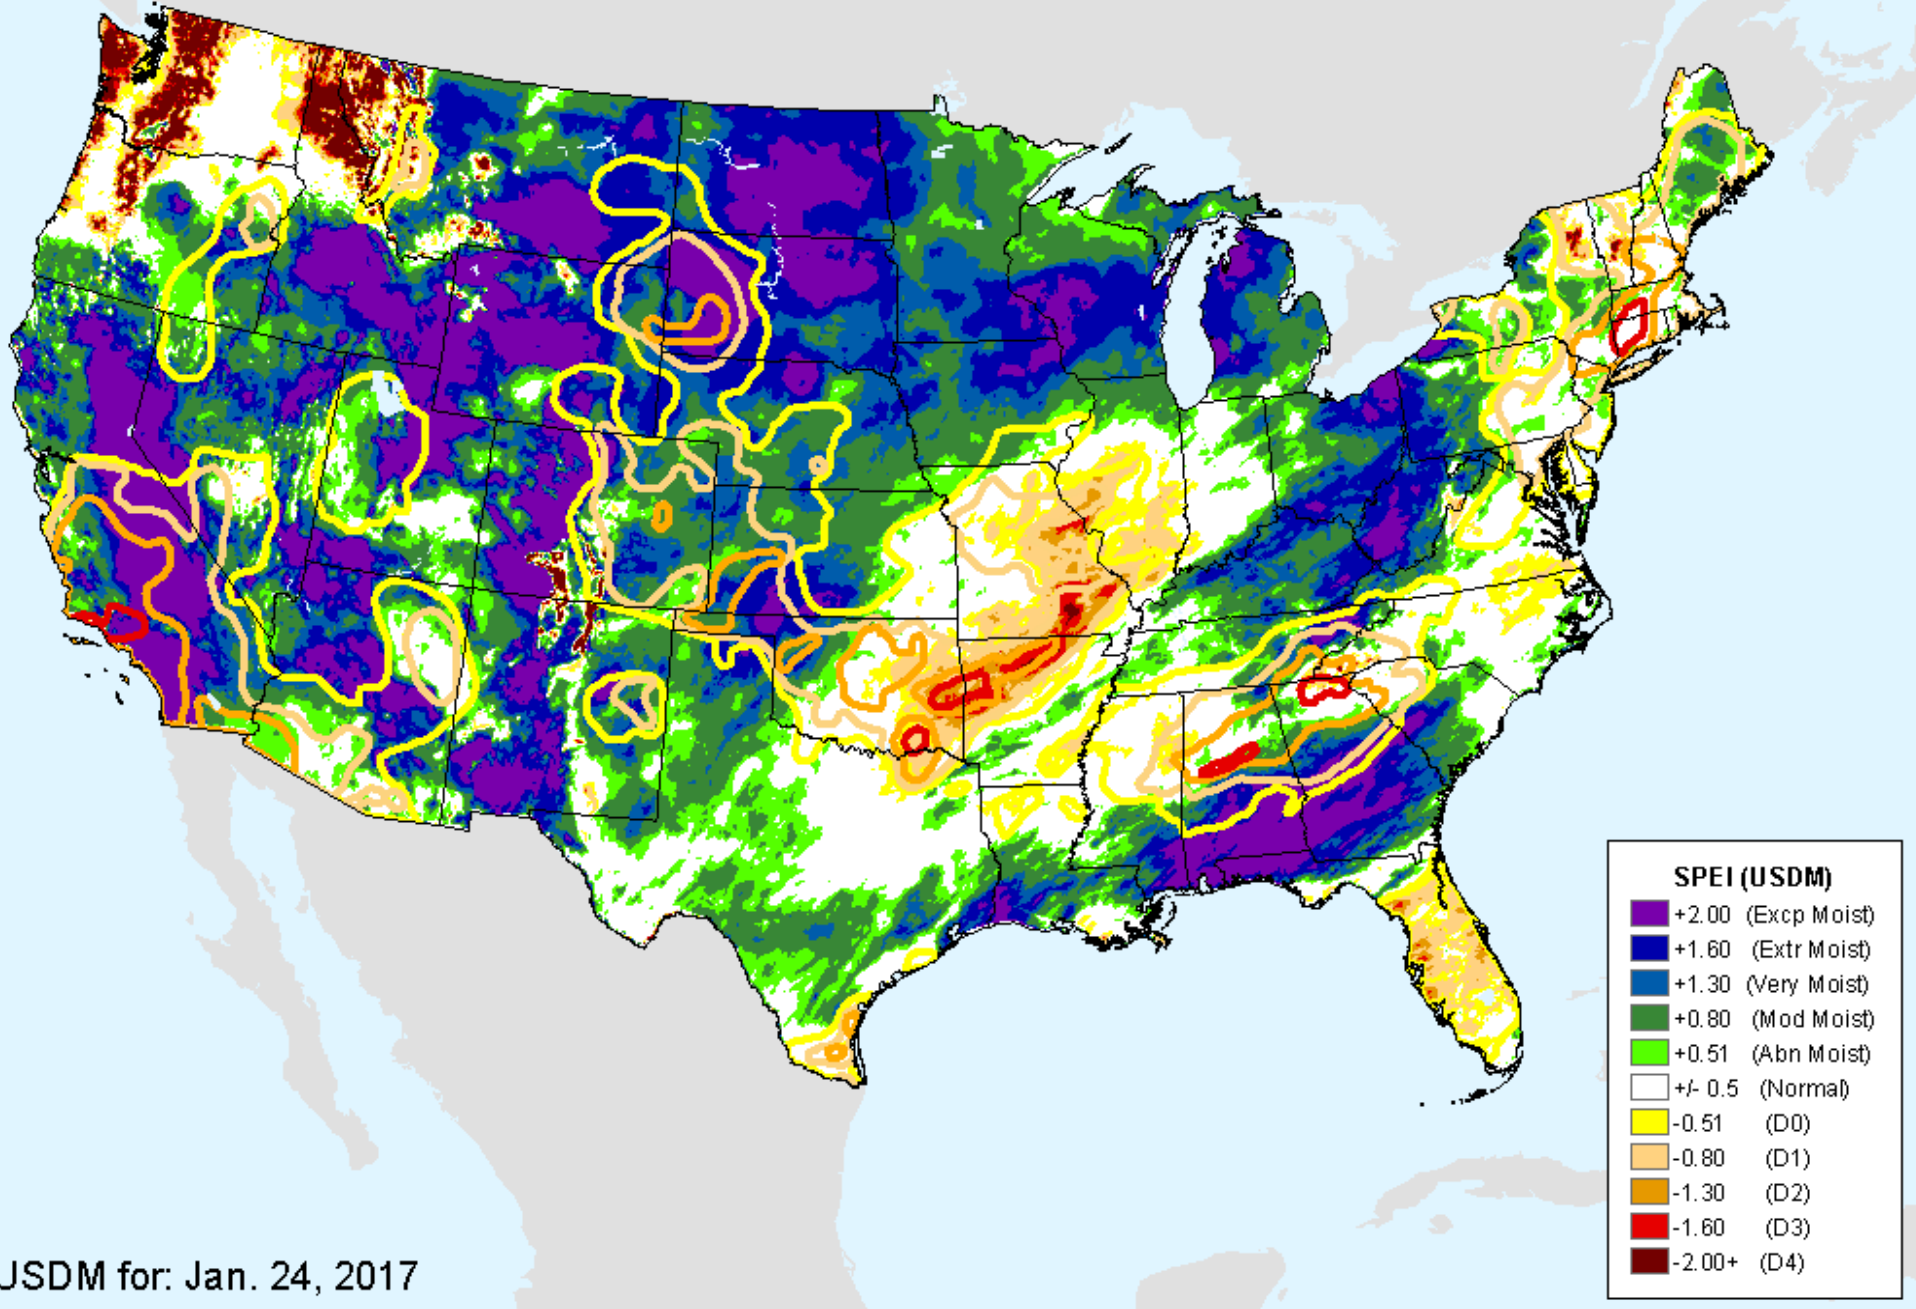 SPEI (USDM)
+2.00 (Excp Moist)
+1.60 (Extr Moist)
+1.30 (Very Moist)
+0.80 (Mod Moist)
+0.51 (Abn Moist)
+/- 0.5 (Normal)
-0.51 (D0)
-0.80 (D1)
-1.30 (D2)
-1.60 (D3)
-2.00+ (D4)
USDM for: Jan. 24, 2017